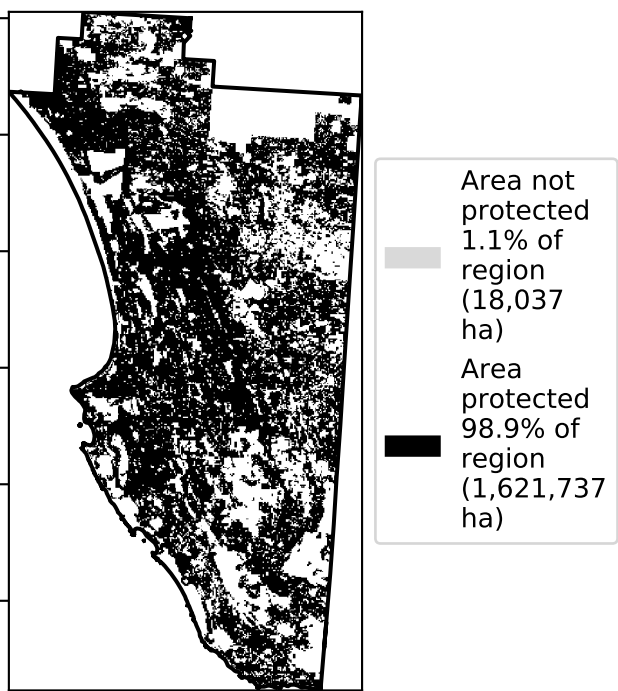 Area not
protected
1.1% of
region
(18,037
ha)
Area
protected
98.9% of
region
(1,621,737
ha)